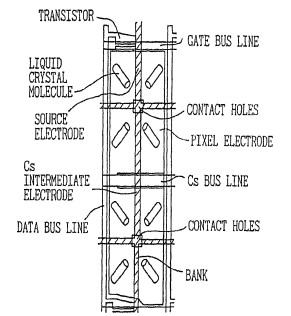 TRANSISTOR
GATE BUS LINE
LIQUID
CRYSTAL
MOLECULE
CONTACT HOLES
SOURCE
ELECTRODE
PIXEL ELECTRODE
Cs
INTERMEDIATE
ELECTRODE
Cs BUS LINE
DATA BUS LINE
CONTACT HOLES
BANK